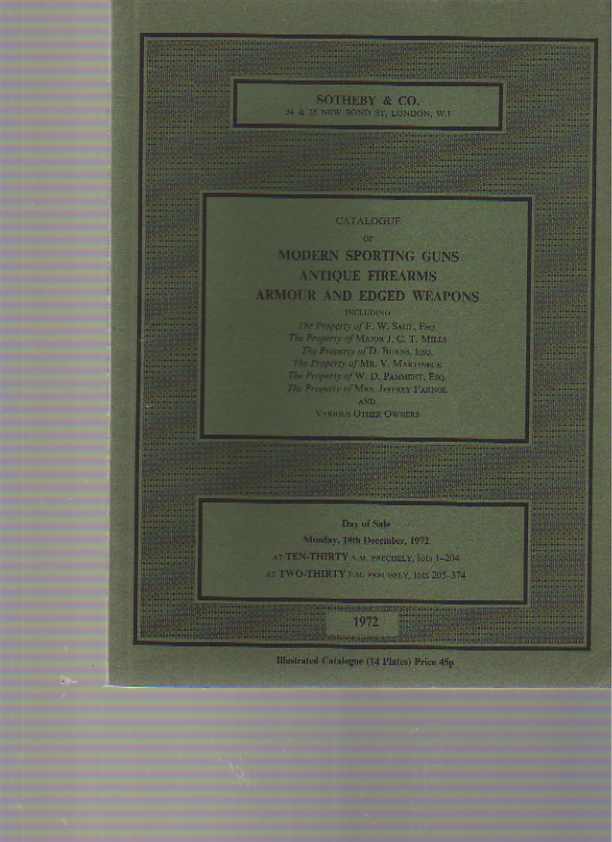 SOTHEBY & CO.
34 & 35 NEW BOND ST, LONDON, W.1
CATALOGUE
OF
MODERN SPORTING GUNS
ANTIQUE FIREARMS
ARMOUR AND EDGED WEAPONS
INCLUDING
The Property of F. W. Esq.
The Property of MAJOR J. C. T. MILLS
The Property of D. BURNS, ESQ.
The Property of MR. V. MARTINEUK
The Property of W. D. PAMMENT, ESQ.
The Property of MRS. JEFFREY FARNOL
AND
VARIOUS OTHER OWNERS
Day of Sale
Monday, 18th December, 1972
AT TEN-THIRTY A.M. PRECISELY, lots 1–204
AT TWO-THIRTY P.M. PRECISELY, lots 205–374
1972
Illustrated Catalogue (14 Plates) Price 45p